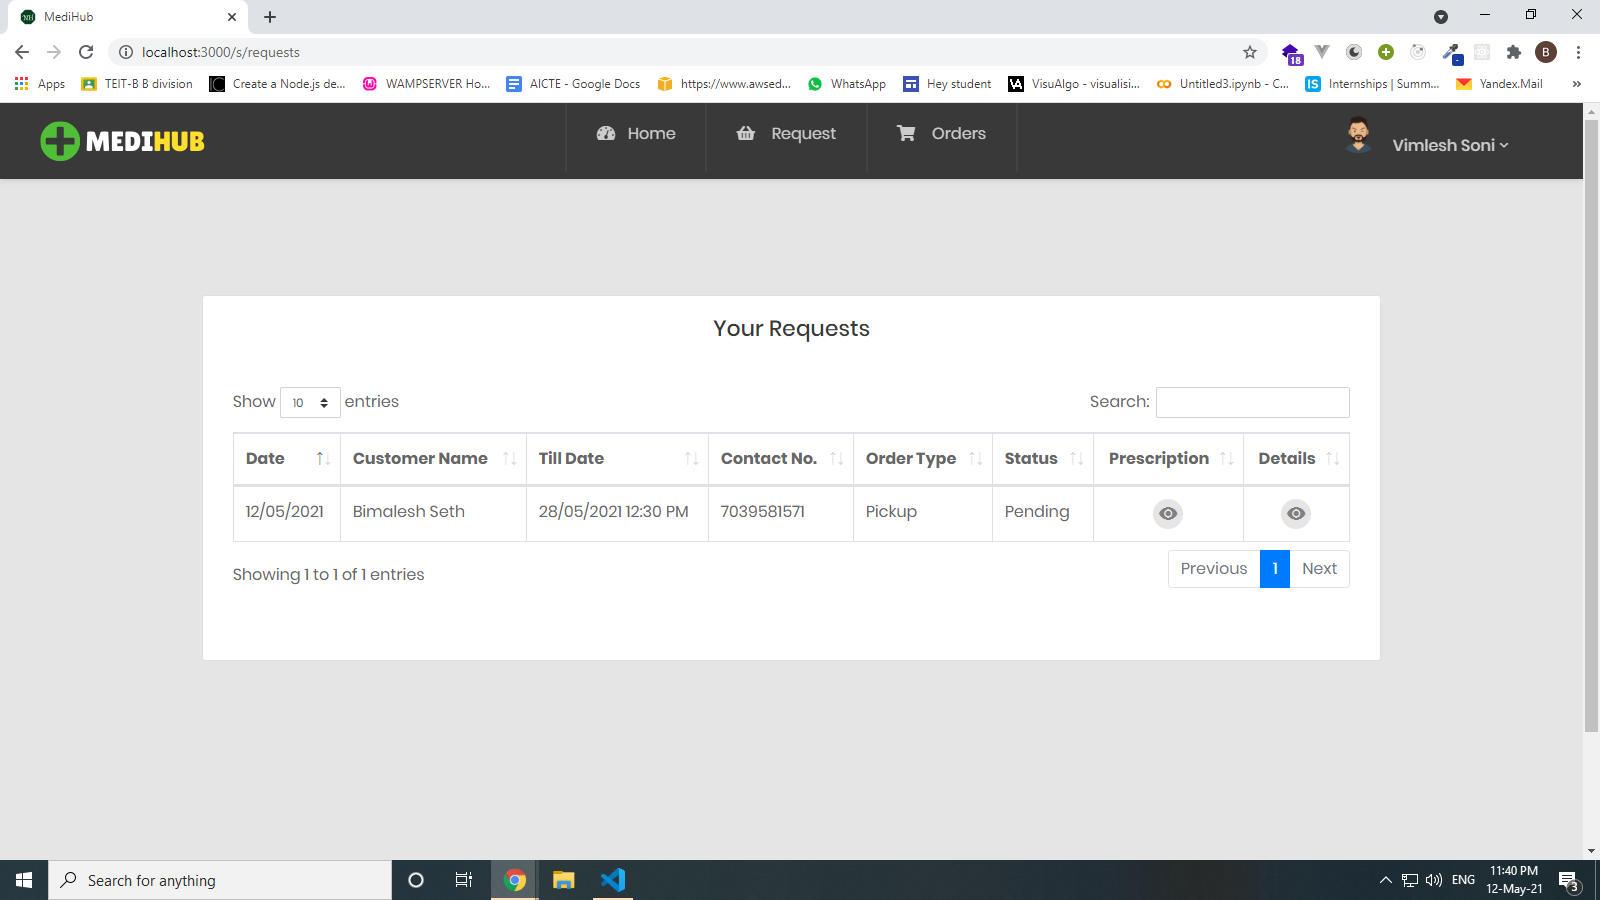 MediHub
localhost:3000/s/requests
18
B
Apps
TEIT-B B division
Create a Node.js de...
WAMPSERVER Ho...
AICTE - Google Docs
https://www.awsed...
WhatsApp
Hey student
VisuAlgo - visualisi...
Untitled3.ipynb - C...
Internships | Summ...
Yandex.Mail
»
MEDIHUB
Home
Request
Orders
Vimlesh Soni
Your Requests
Show 10 entries
Search:
Date Customer Name Till Date Contact No. Order Type Status Prescription Details
12/05/2021 Bimalesh Seth 28/05/2021 12:30 PM 7039581571 Pickup Pending
Showing 1 to 1 of 1 entries
Previous 1 Next
Search for anything
ENG
11:40 PM
12-May-21
3